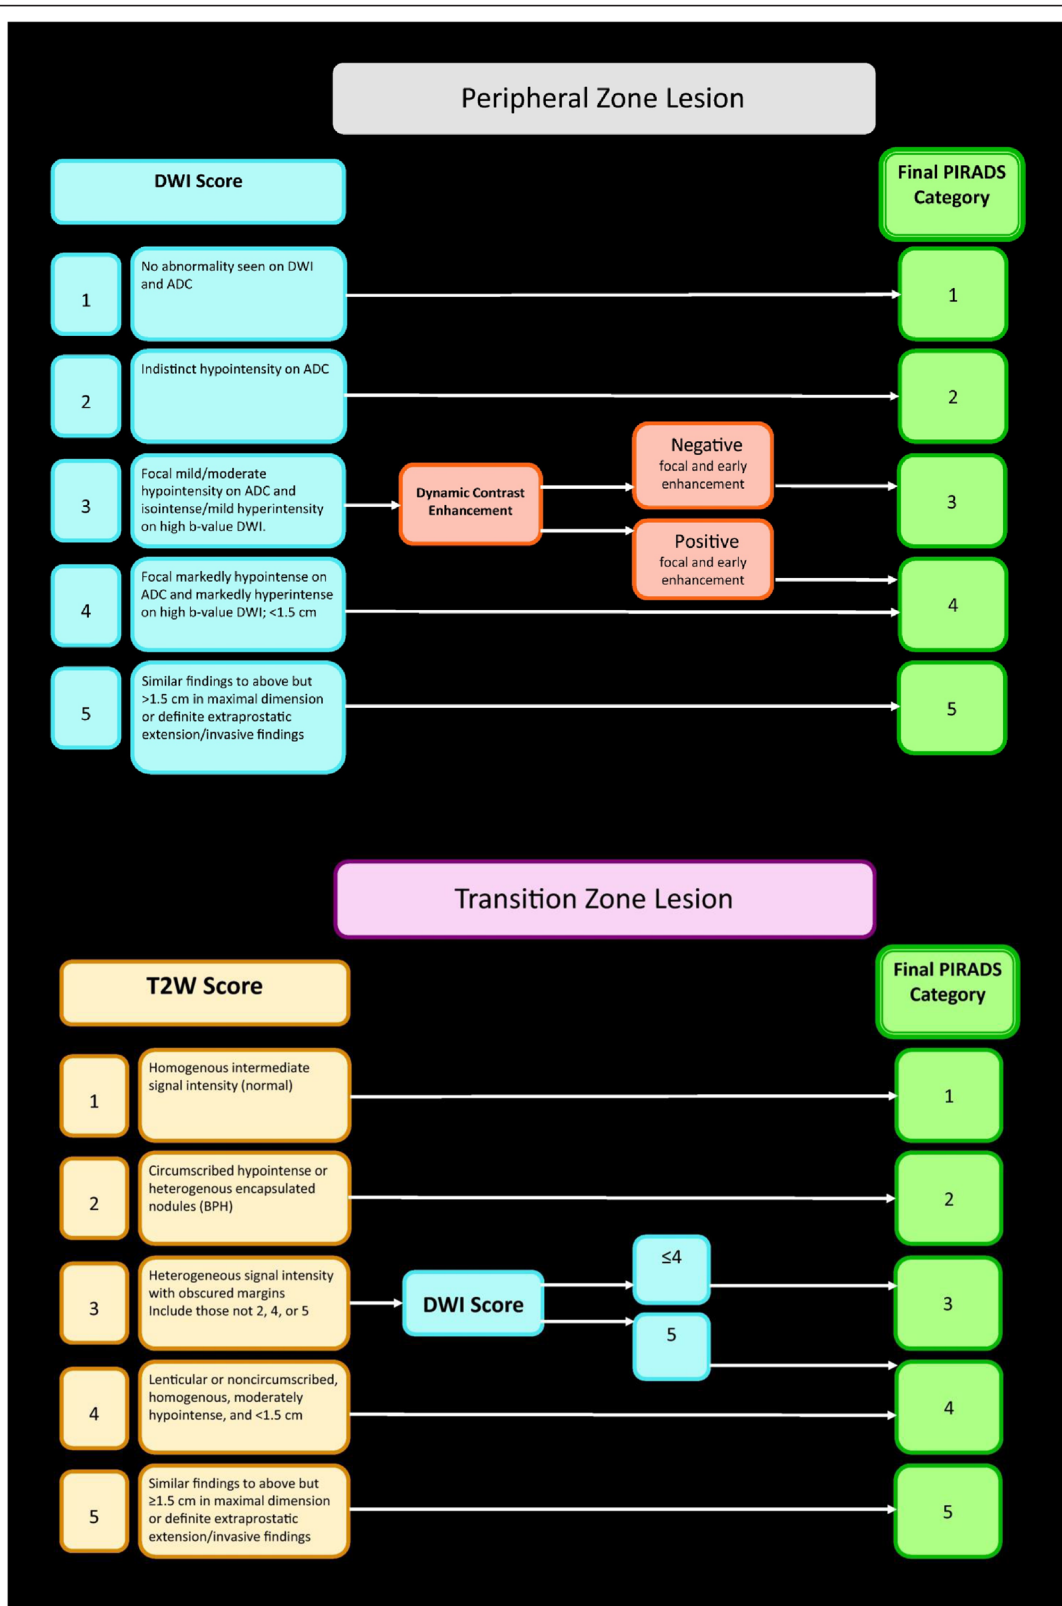 Peripheral Zone Lesion
DWI Score
Final PIRADS
Category
1
No abnormality seen on DWI
and ADC
1
2
Indistinct hypointensity on ADC
2
3
Focal mild/moderate
hypointensity on ADC and
isointense/mild hyperintensity
on high b-value DWI.
Dynamic Contrast
Enhancement
Negative
focal and early
enhancement
Positive
focal and early
enhancement
3
4
Focal markedly hypointense on
ADC and markedly hyperintense
on high b-value DWI; <1.5 cm
4
5
Similar findings to above but
>1.5 cm in maximal dimension
or definite extraprostatic
extension/invasive findings
5
Transition Zone Lesion
T2W Score
Final PIRADS
Category
1
Homogenous intermediate
signal intensity (normal)
1
2
Circumscribed hypointense or
heterogenous encapsulated
nodules (BPH)
2
3
Heterogeneous signal intensity
with obscured margins
Include those not 2, 4, or 5
DWI Score
≤4
5
3
4
Lenticular or noncircumscribed,
homogenous, moderately
hypointense, and <1.5 cm
4
5
Similar findings to above but
≥1.5 cm in maximal dimension
or definite extraprostatic
extension/invasive findings
5